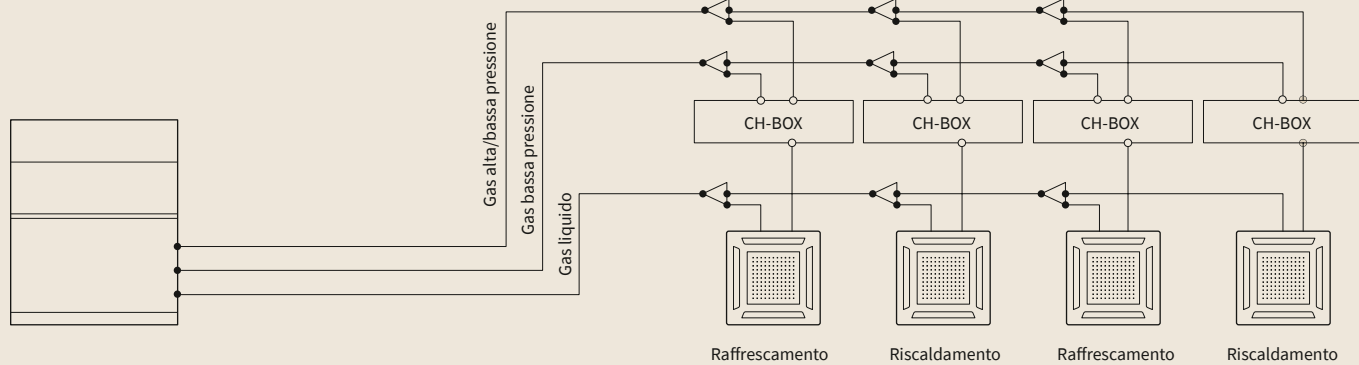 Gas alta/bassa pressione
Gas bassa pressione
Gas liquido
CH-BOX
CH-BOX
CH-BOX
CH-BOX
Raffrescamento
Riscaldamento
Raffrescamento
Riscaldamento